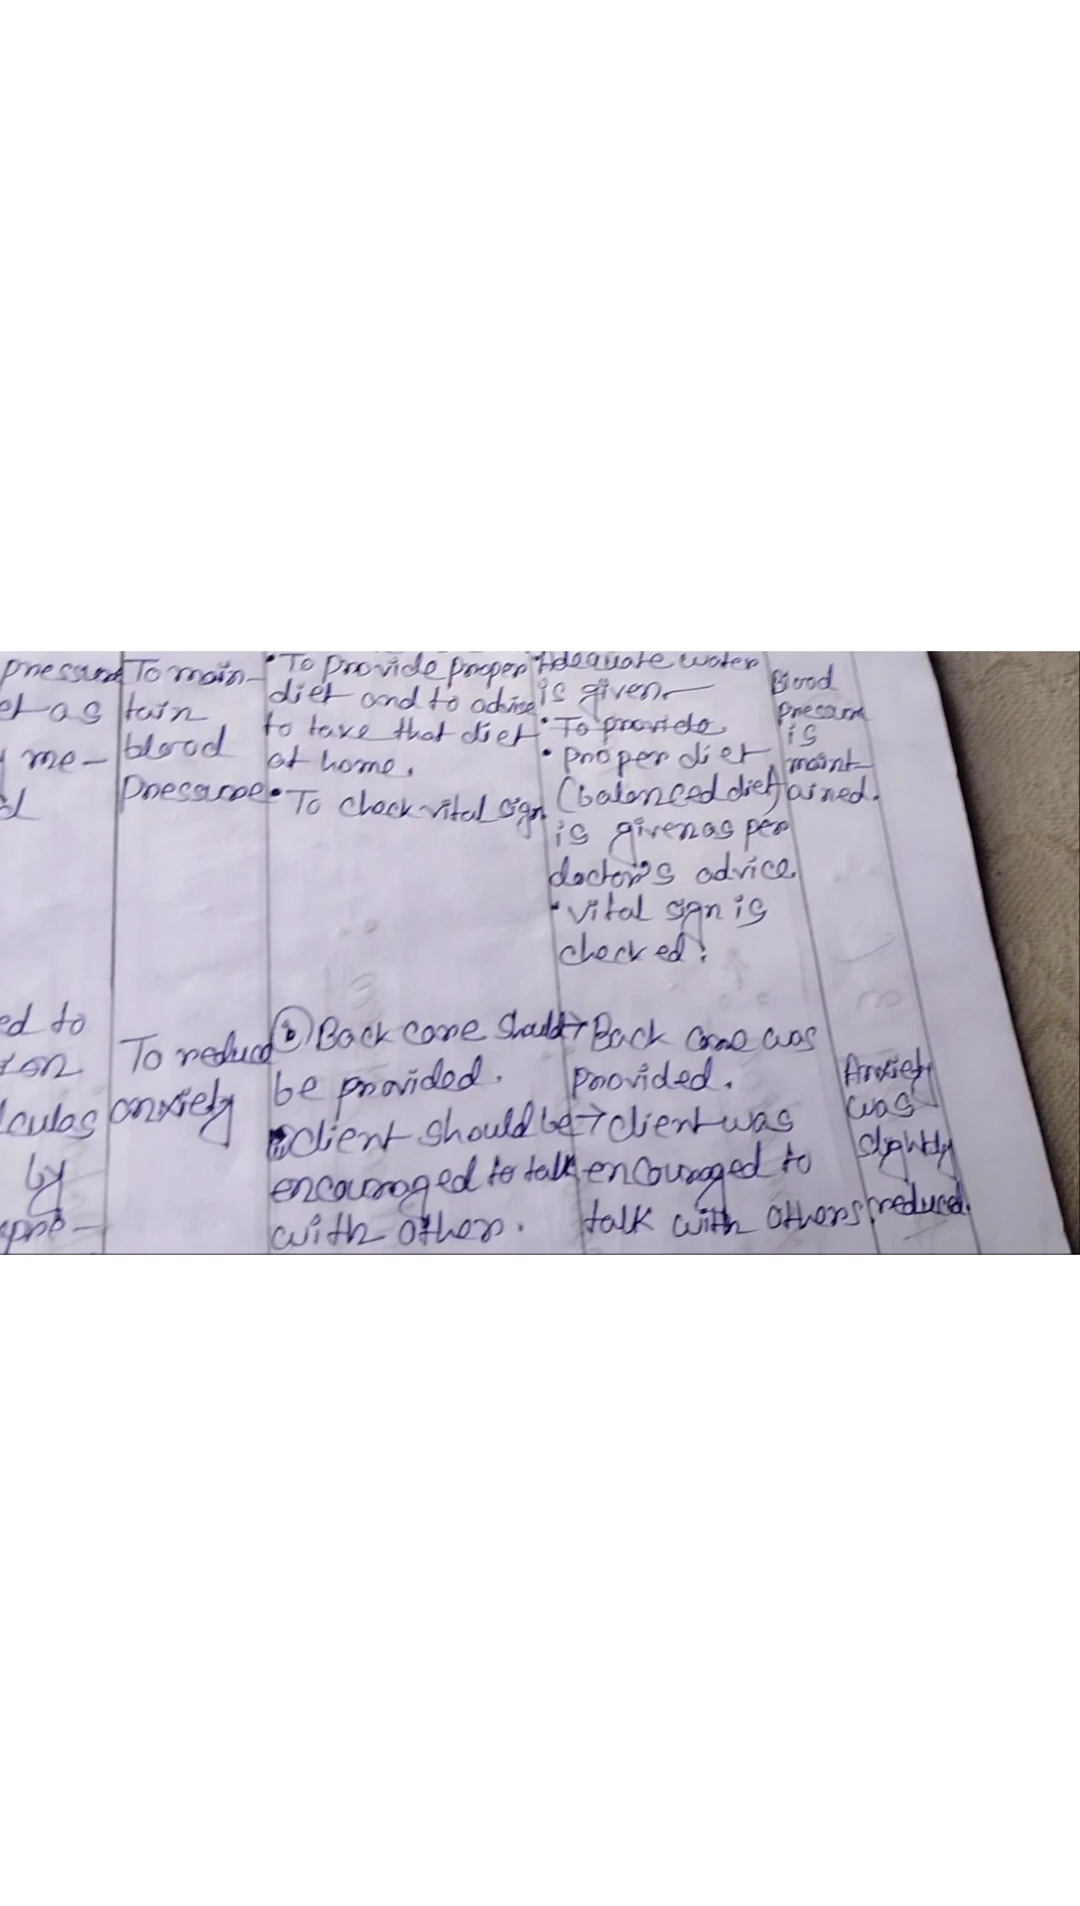 pressure
et as
me-
d
To main-
tain
blood
pressure
• To provide proper
diet and to advise
to take that diet
at home.
• To check vital sign
• Adequate water
is given
• To provide
• proper diet
(balanced diet)
is given as per
doctor's advice
• vital sign is
checked.
Blood
pressure
is
maint-
ained.
ed to
culas
by
To reduce
anxiety
Back care should
be provided.
client should be
encouraged to talk
with other.
→ Back care was
provided.
→ client was
encouraged to
talk with others
Anxiety
was
slightly
reduced.